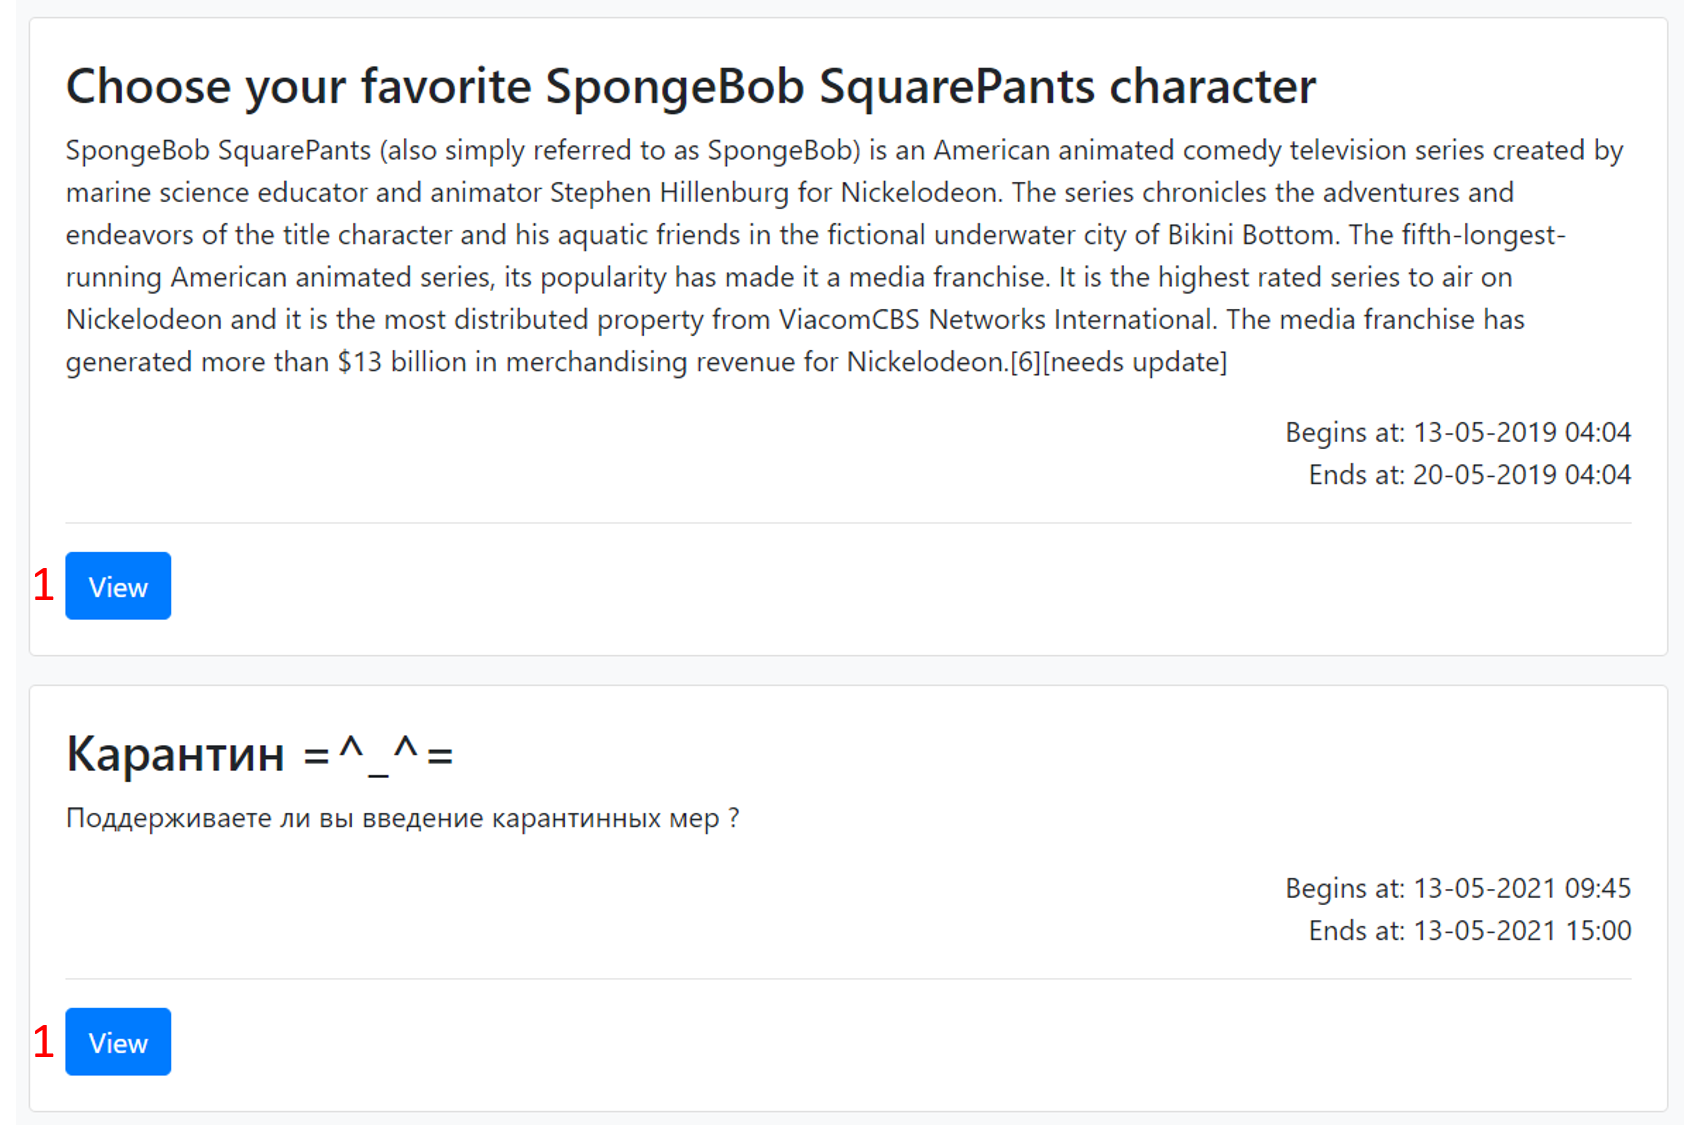 Choose your favorite SpongeBob SquarePants character
SpongeBob SquarePants (also simply referred to as SpongeBob) is an American animated comedy television series created by
marine science educator and animator Stephen Hillenburg for Nickelodeon. The series chronicles the adventures and
endeavors of the title character and his aquatic friends in the fictional underwater city of Bikini Bottom. The fifth-longest-
running American animated series, its popularity has made it a media franchise. It is the highest rated series to air on
Nickelodeon and it is the most distributed property from ViacomCBS Networks International. The media franchise has
generated more than $13 billion in merchandising revenue for Nickelodeon.[6][needs update]
Begins at: 13-05-2019 04:04
Ends at: 20-05-2019 04:04
1 View
Карантин =^_^=
Поддерживаете ли вы введение карантинных мер ?
Begins at: 13-05-2021 09:45
Ends at: 13-05-2021 15:00
1 View